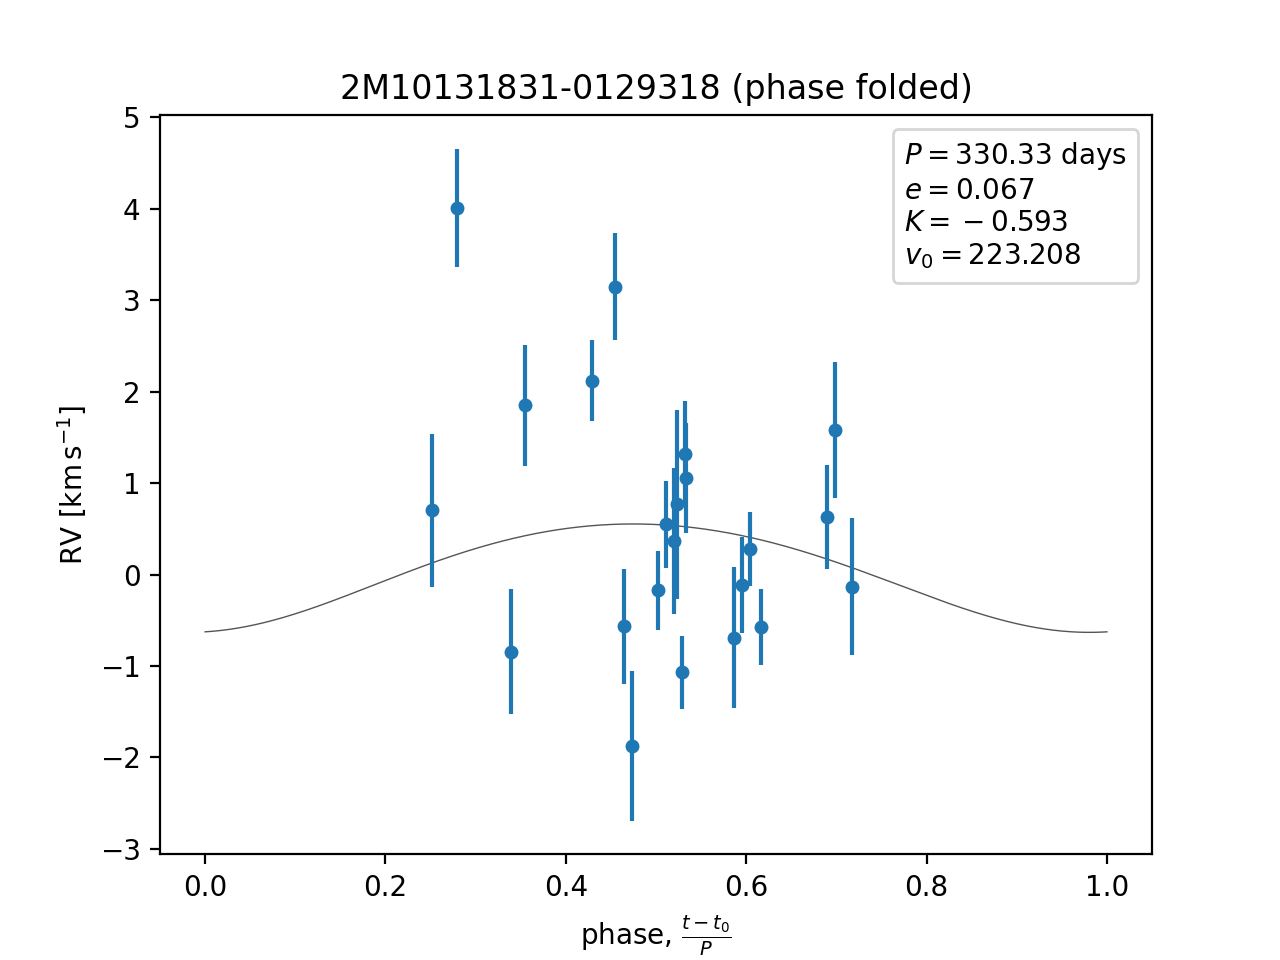 2M10131831-0129318 (phase folded)
P = 330.33 days
e = 0.067
K = −0.593
v₀ = 223.208
RV [km s⁻¹]
5
4
3
2
1
0
−1
−2
−3
0.0 0.2 0.4 0.6 0.8 1.0
phase, (t − t₀)/P